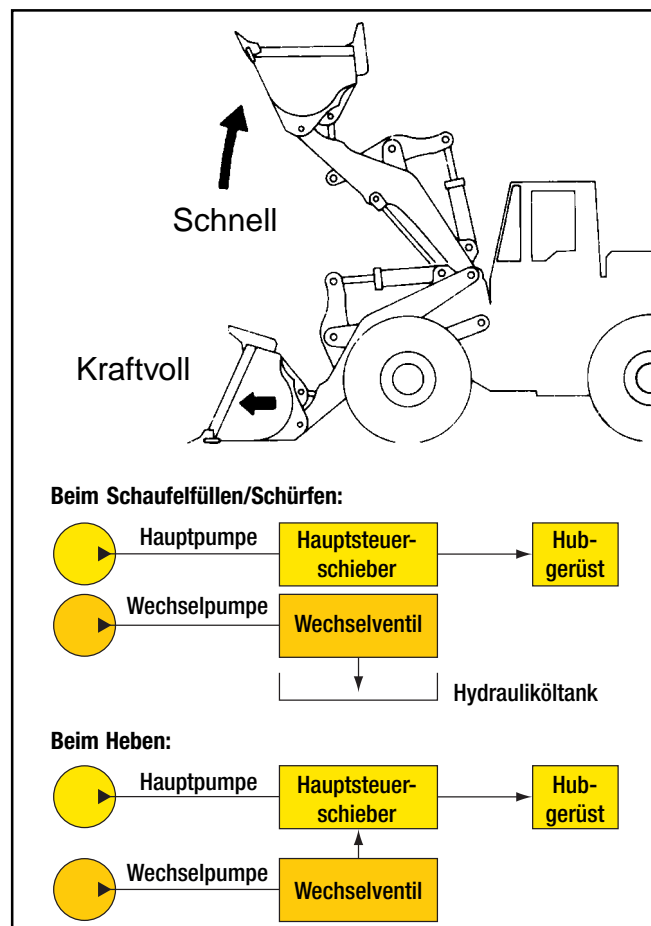 Schnell
Kraftvoll
Beim Schaufelfüllen/Schürfen:
Hauptpumpe
Hauptsteuer-
schieber
Hub-
gerüst
Wechselpumpe
Wechselventil
Hydrauliköltank
Beim Heben:
Hauptpumpe
Hauptsteuer-
schieber
Hub-
gerüst
Wechselpumpe
Wechselventil